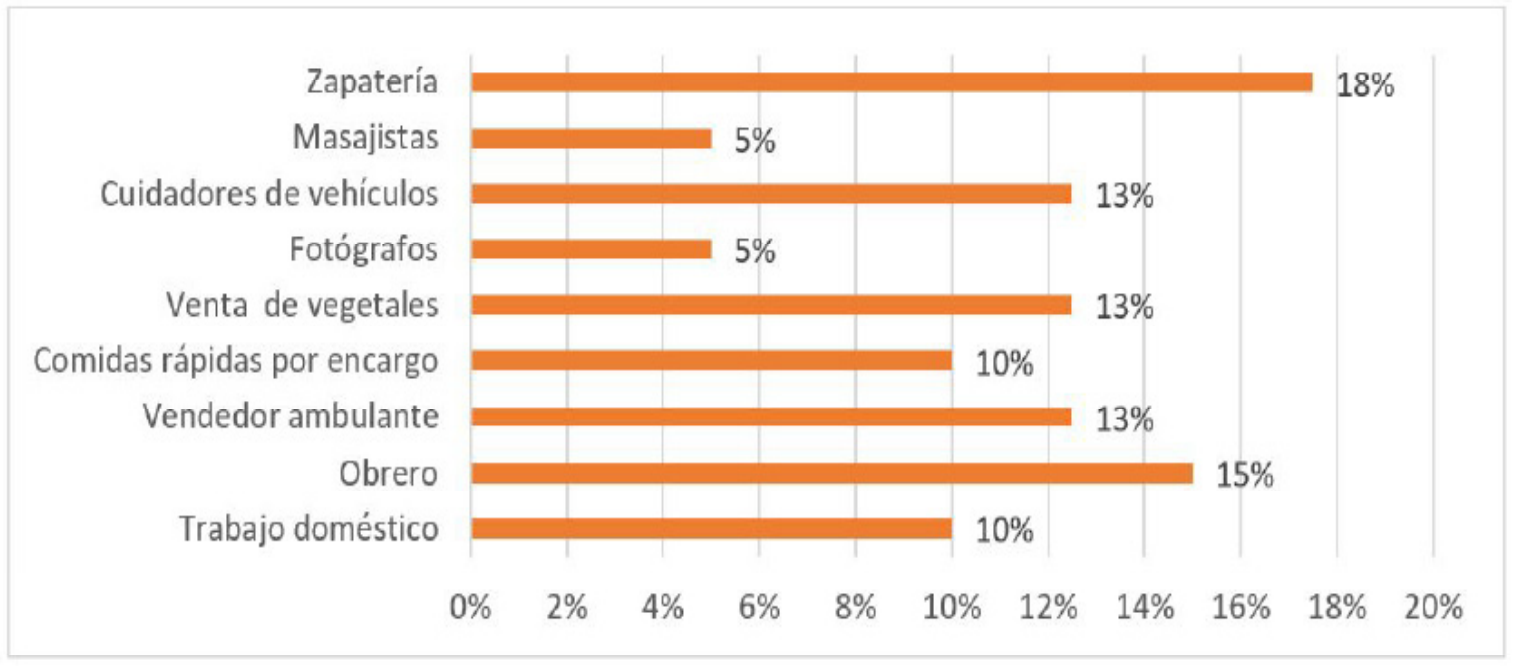 Zapatería 18%
Masajistas 5%
Cuidadores de vehículos 13%
Fotógrafos 5%
Venta de vegetales 13%
Comidas rápidas por encargo 10%
Vendedor ambulante 13%
Obrero 15%
Trabajo doméstico 10%
0% 2% 4% 6% 8% 10% 12% 14% 16% 18% 20%